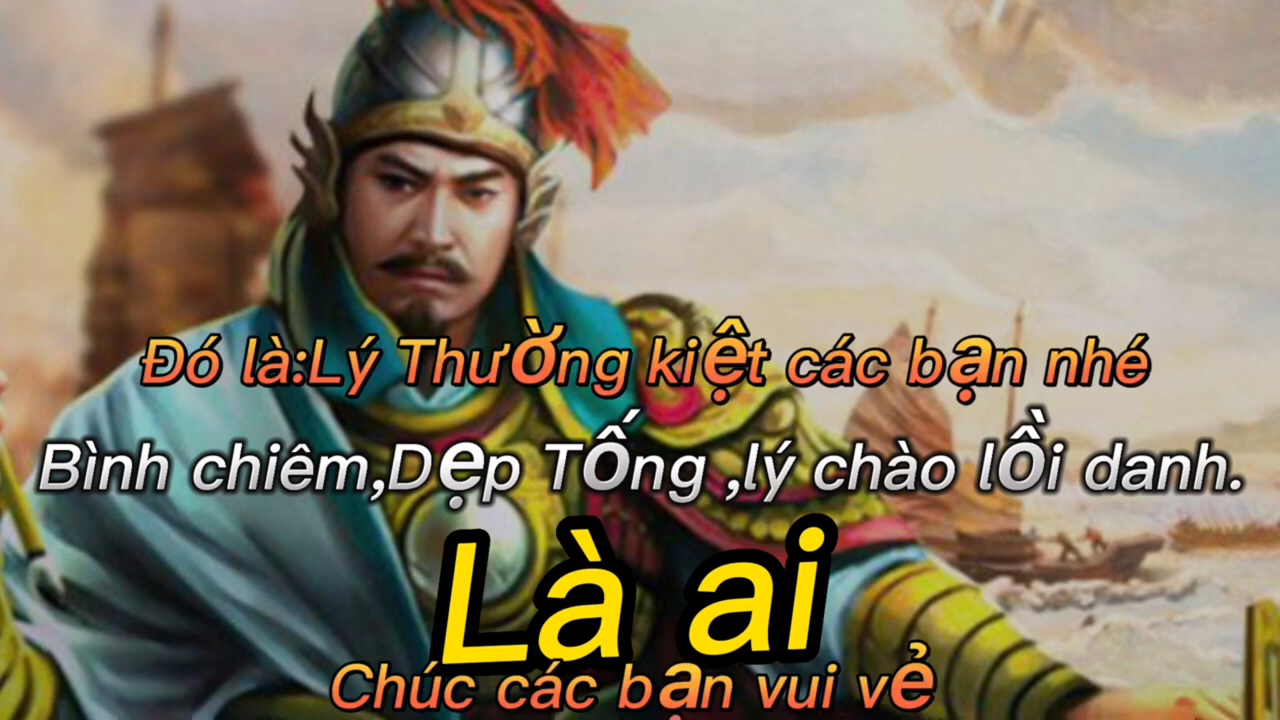 Đó là:Lý Thường kiệt các bạn nhé
Bình chiêm,Dẹp Tống ,lý chào lồi danh.
Là ai
Chúc các bạn vui vẻ